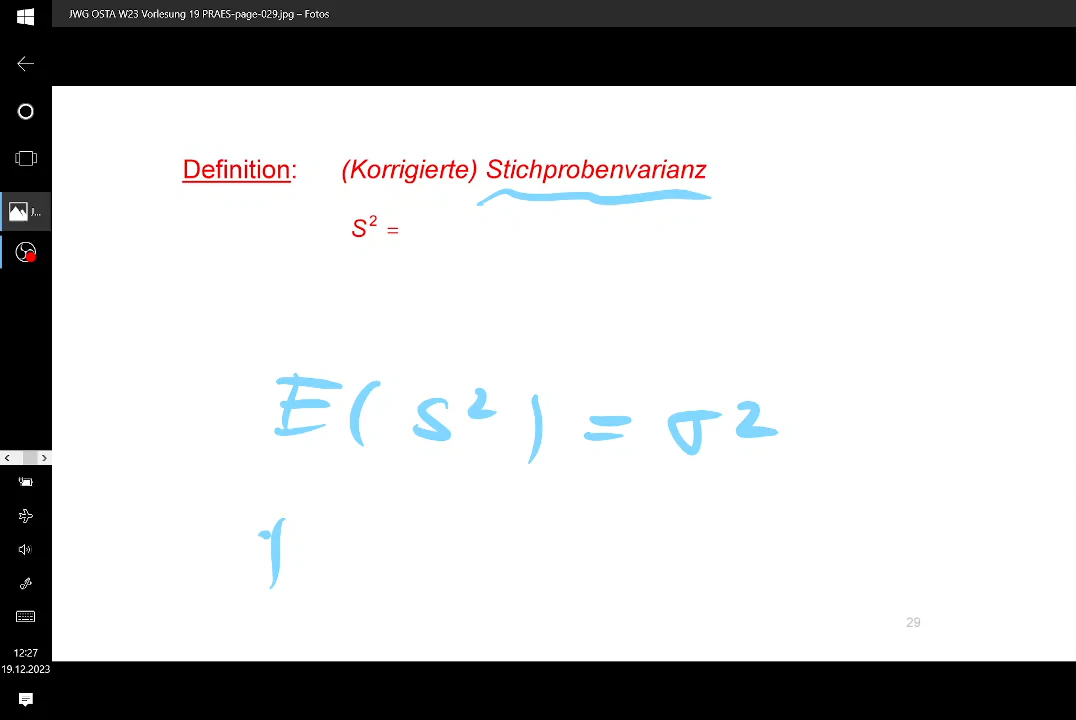 JWG OSTA W23 Vorlesung 19 PRAES-page-029.jpg – Fotos
J...
Definition: (Korrigierte) Stichprobenvarianz
S² =
E(S²) = σ²
29
12:27
19.12.2023